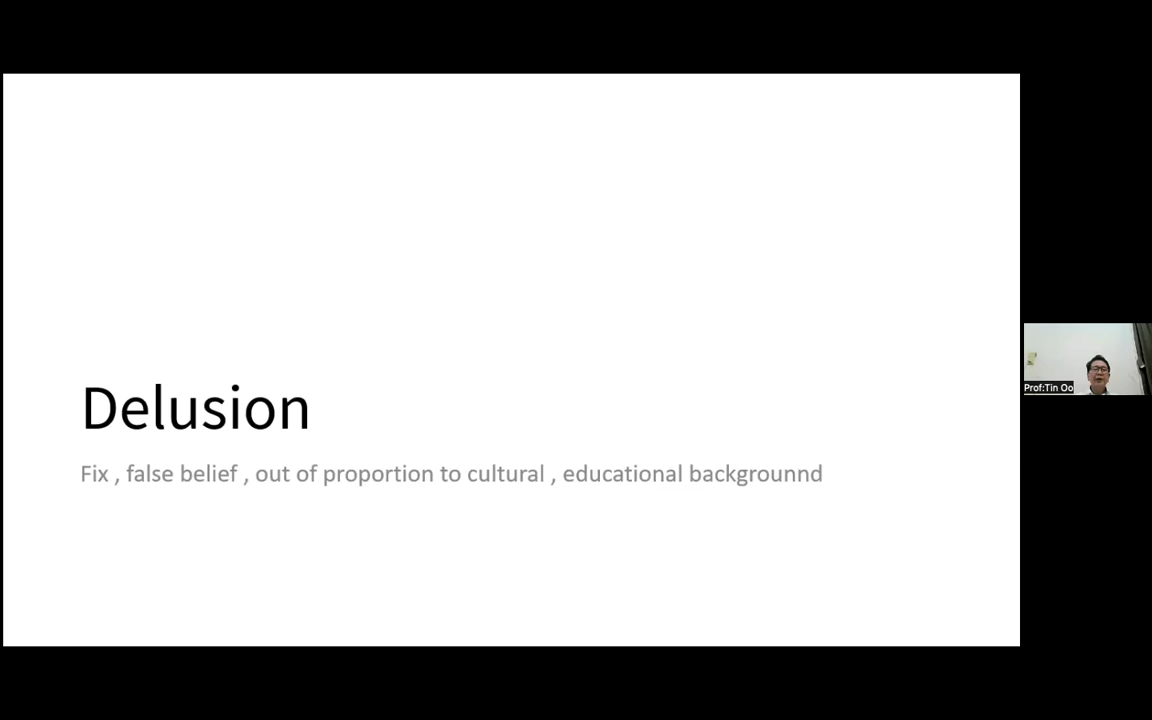 Delusion
Fix , false belief , out of proportion to cultural , educational backgrounnd
Prof:Tin Oo